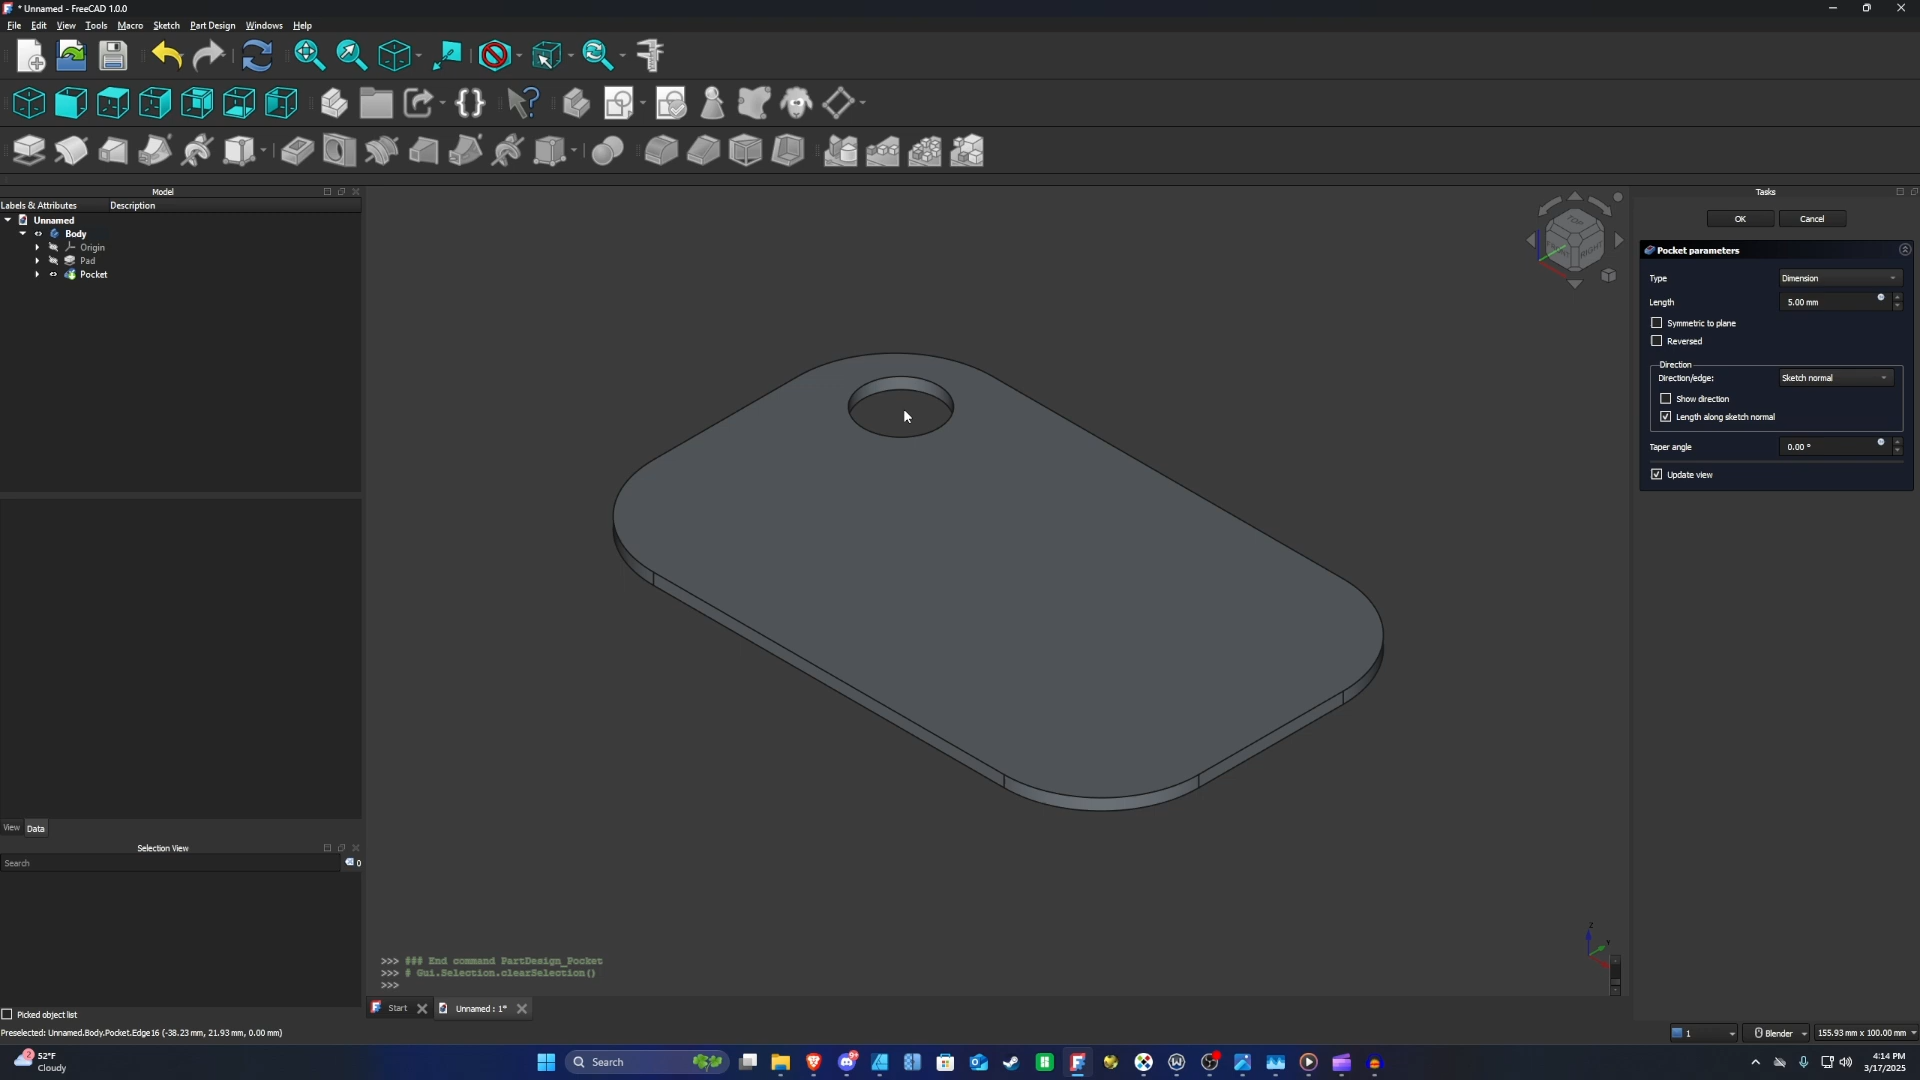 * Unnamed - FreeCAD 1.0.0
File Edit View Tools Macro Sketch Part Design Windows Help
Model
Labels & Attributes Description
Unnamed
Body
Origin
Pad
Pocket
View Data
Selection View
Search
0
Picked object list
Preselected: Unnamed.Body.Pocket.Edge16 (-38.23 mm, 21.93 mm, 0.00 mm)
TOP
RIGHT
Z
Y
>>> ### End command PartDesign_Pocket
>>> # Gui.Selection.clearSelection()
>>>
Start
Unnamed : 1*
Tasks
OK Cancel
Pocket parameters
Type Dimension
Length 5.00 mm
Symmetric to plane
Reversed
Direction
Direction/edge: Sketch normal
Show direction
Length along sketch normal
Taper angle 0.00 °
Update view
1
Blender
155.93 mm x 100.00 mm
2
52°F
Cloudy
Search
4:14 PM
3/17/2025